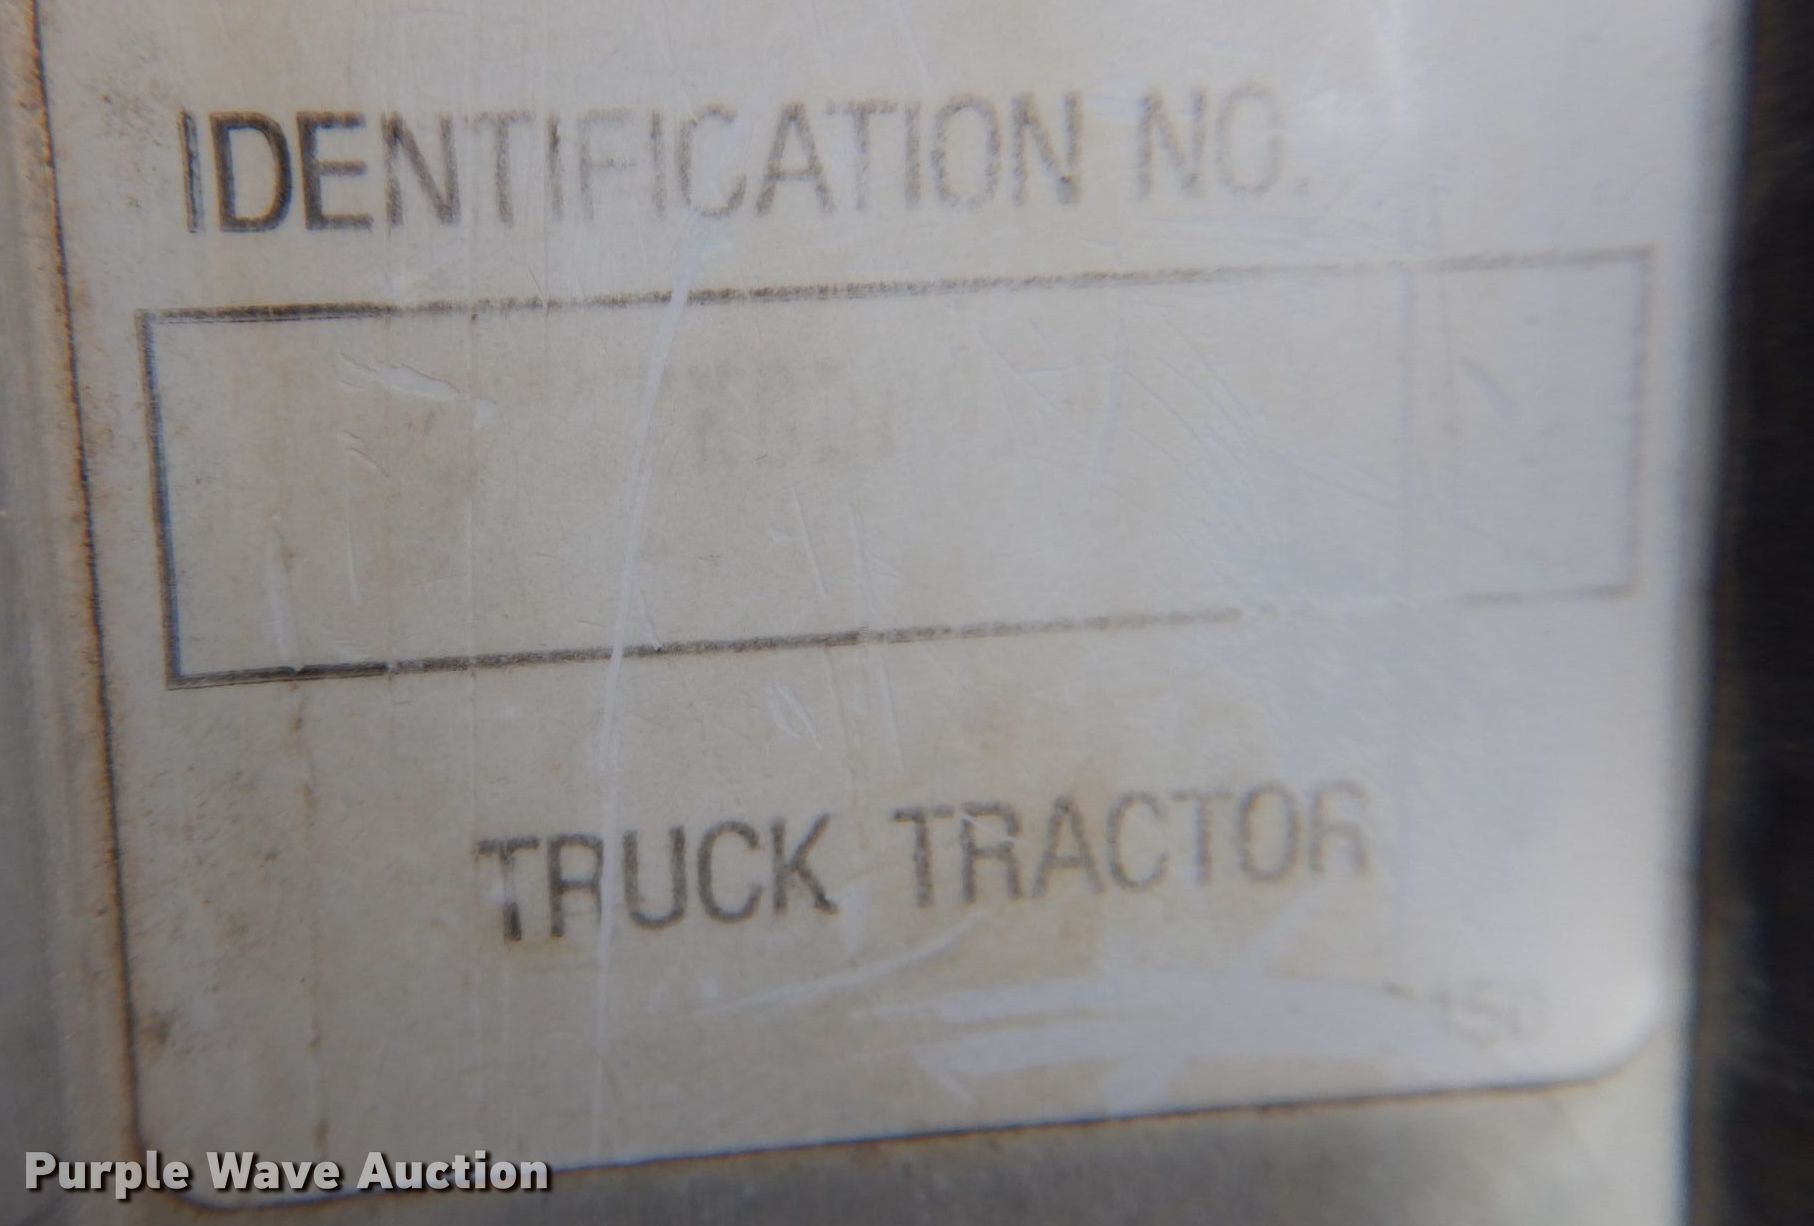 IDENTIFICATION NO.
TRUCK TRACTOR
Purple Wave Auction